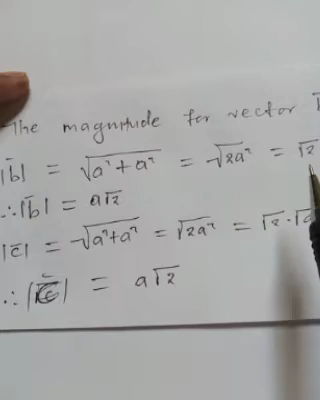 The magnitude for vector
|b̄| = √a²+a² = √2a² = √2
∴ |b̄| = a√2
|c̄| = √a²+a² = √2a² = √2 · √a
∴ |c̄| = a√2